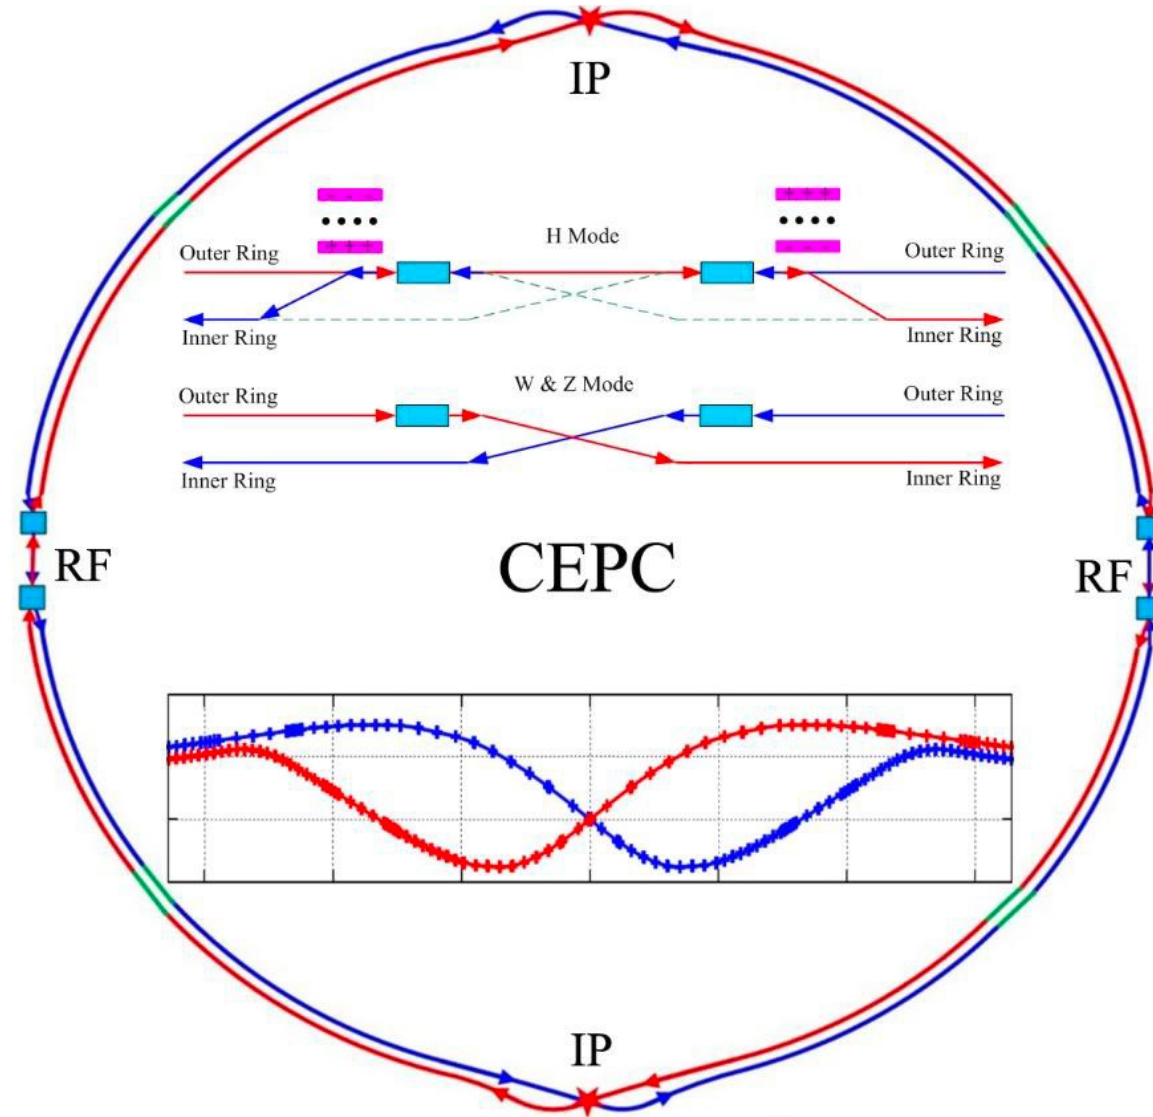 IP
- - - + + +
+ + + - - -
H Mode
Outer Ring Outer Ring
Inner Ring Inner Ring
W & Z Mode
Outer Ring Outer Ring
Inner Ring Inner Ring
RF CEPC RF
IP